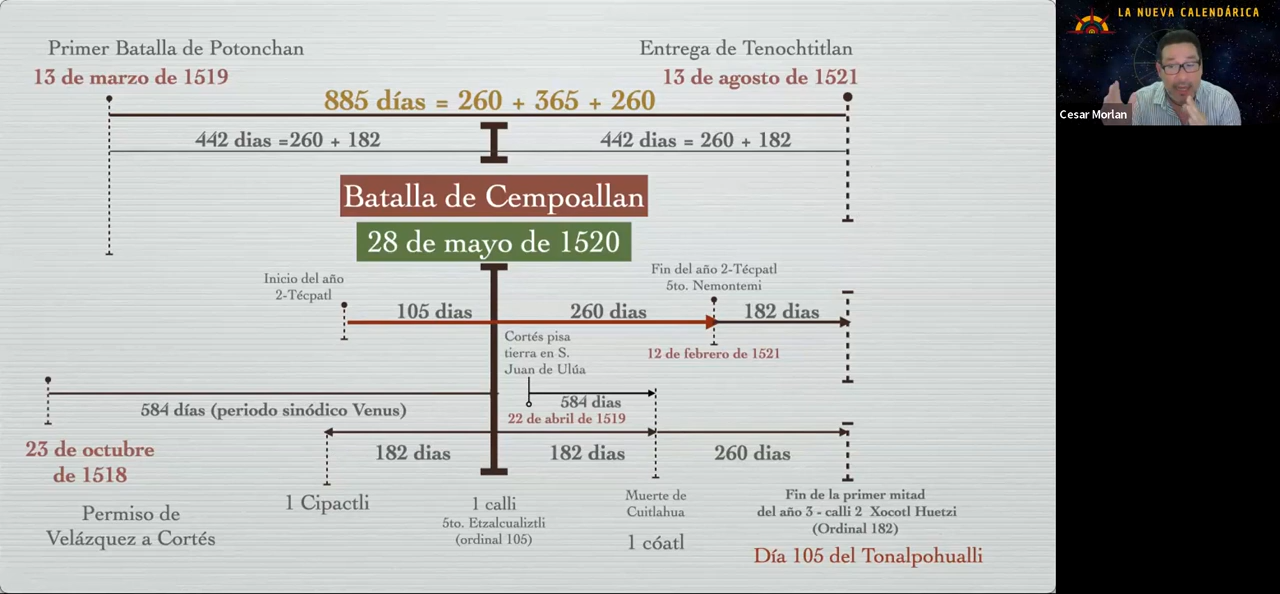 LA NUEVA CALENDÁRICA
Cesar Morlan
Primer Batalla de Potonchan
13 de marzo de 1519
Entrega de Tenochtitlan
13 de agosto de 1521
885 días = 260 + 365 + 260
442 dias =260 + 182
442 dias = 260 + 182
Batalla de Cempoallan
28 de mayo de 1520
Inicio del año
2-Técpatl
105 dias
260 dias
Fin del año 2-Técpatl
5to. Nemontemi
182 dias
12 de febrero de 1521
Cortés pisa
tierra en S.
Juan de Ulúa
584 días (periodo sinódico Venus)
584 dias
22 de abril de 1519
23 de octubre
de 1518
Permiso de
Velázquez a Cortés
182 dias
182 dias
260 dias
1 Cipactli
1 calli
5to. Etzalcualiztli
(ordinal 105)
Muerte de
Cuitlahua
1 cóatl
Fin de la primer mitad
del año 3 - calli 2 Xocotl Huetzi
(Ordinal 182)
Día 105 del Tonalpohualli